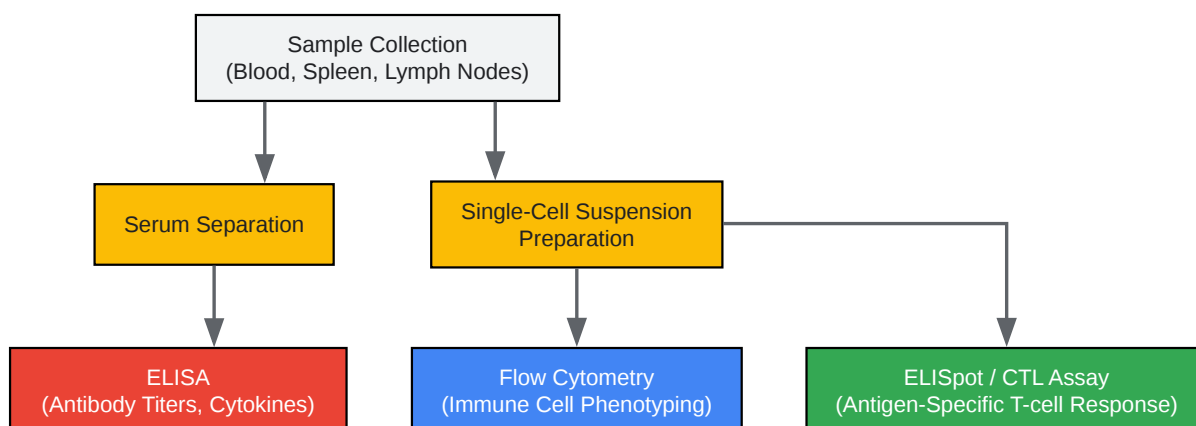 Sample Collection
(Blood, Spleen, Lymph Nodes)
Serum Separation
Single-Cell Suspension
Preparation
ELISA
(Antibody Titers, Cytokines)
Flow Cytometry
(Immune Cell Phenotyping)
ELISpot / CTL Assay
(Antigen-Specific T-cell Response)